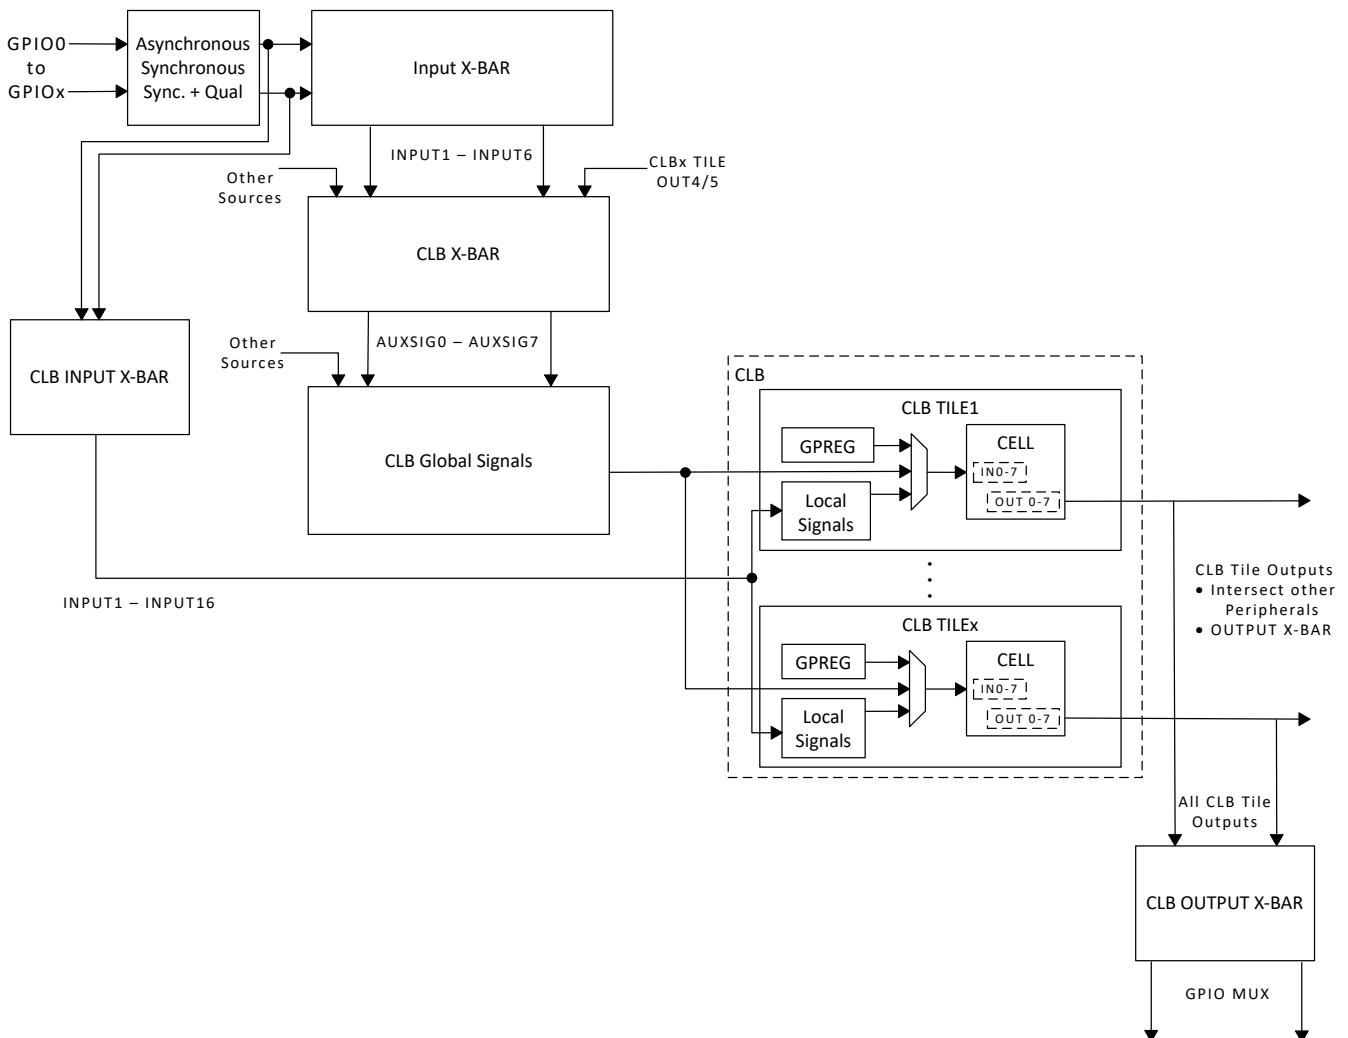 GPIO0
to
GPIOx
Asynchronous
Synchronous
Sync. + Qual
Input X-BAR
INPUT1 – INPUT6
Other
Sources
CLBx TILE
OUT4/5
CLB X-BAR
Other
Sources
AUXSIG0 – AUXSIG7
CLB INPUT X-BAR
CLB Global Signals
INPUT1 – INPUT16
CLB
CLB TILE1
GPREG
Local
Signals
CELL
IN0-7
OUT 0-7
CLB TILEx
GPREG
Local
Signals
CELL
IN0-7
OUT 0-7
CLB Tile Outputs
• Intersect other
Peripherals
• OUTPUT X-BAR
All CLB Tile
Outputs
CLB OUTPUT X-BAR
GPIO MUX